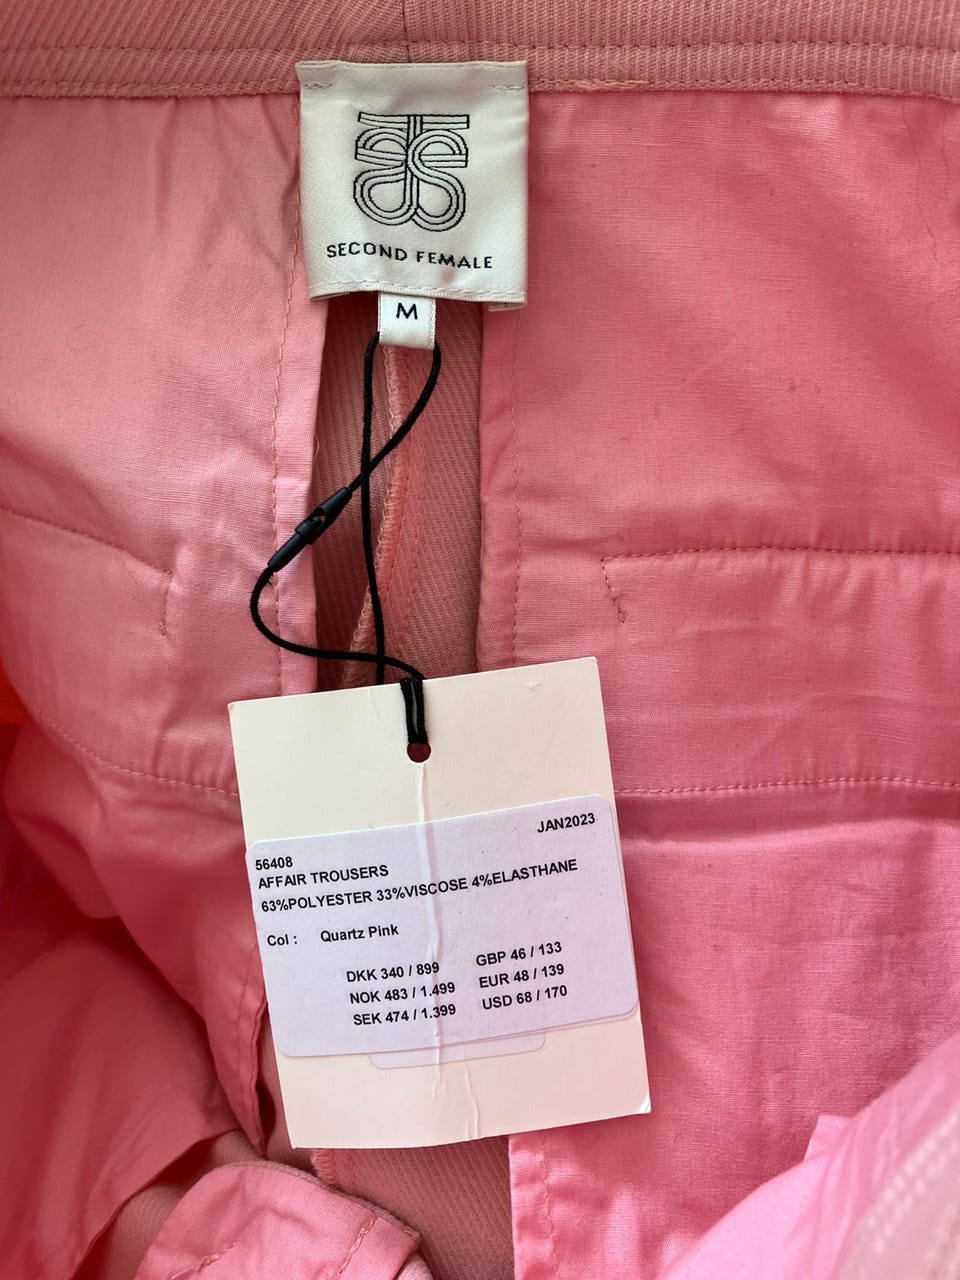 SECOND FEMALE
M
JAN2023
56408
AFFAIR TROUSERS
63%POLYESTER 33%VISCOSE 4%ELASTHANE
Col : Quartz Pink
DKK 340 / 899 GBP 46 / 133
NOK 483 / 1.499 EUR 48 / 139
SEK 474 / 1.399 USD 68 / 170